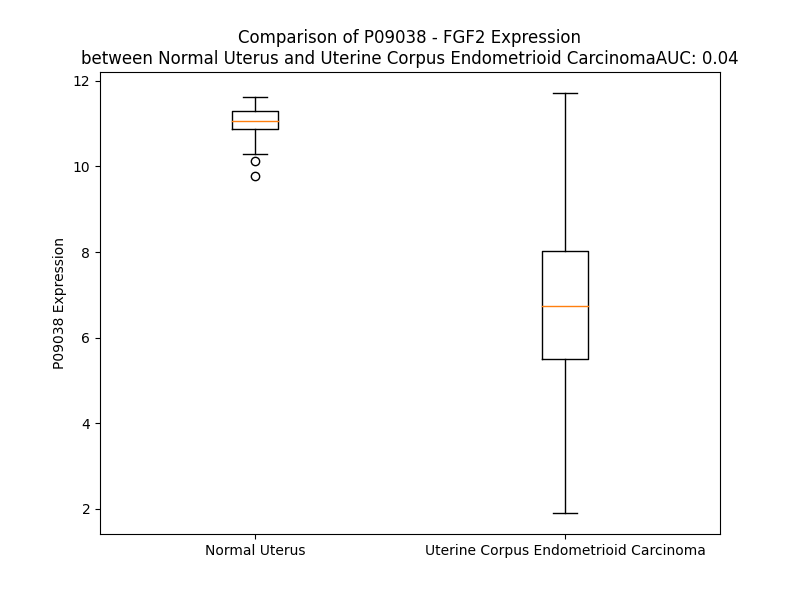 Comparison of P09038 - FGF2 Expression
between Normal Uterus and Uterine Corpus Endometrioid CarcinomaAUC: 0.04
12
10
8
6
4
2
P09038 Expression
Normal Uterus
Uterine Corpus Endometrioid Carcinoma